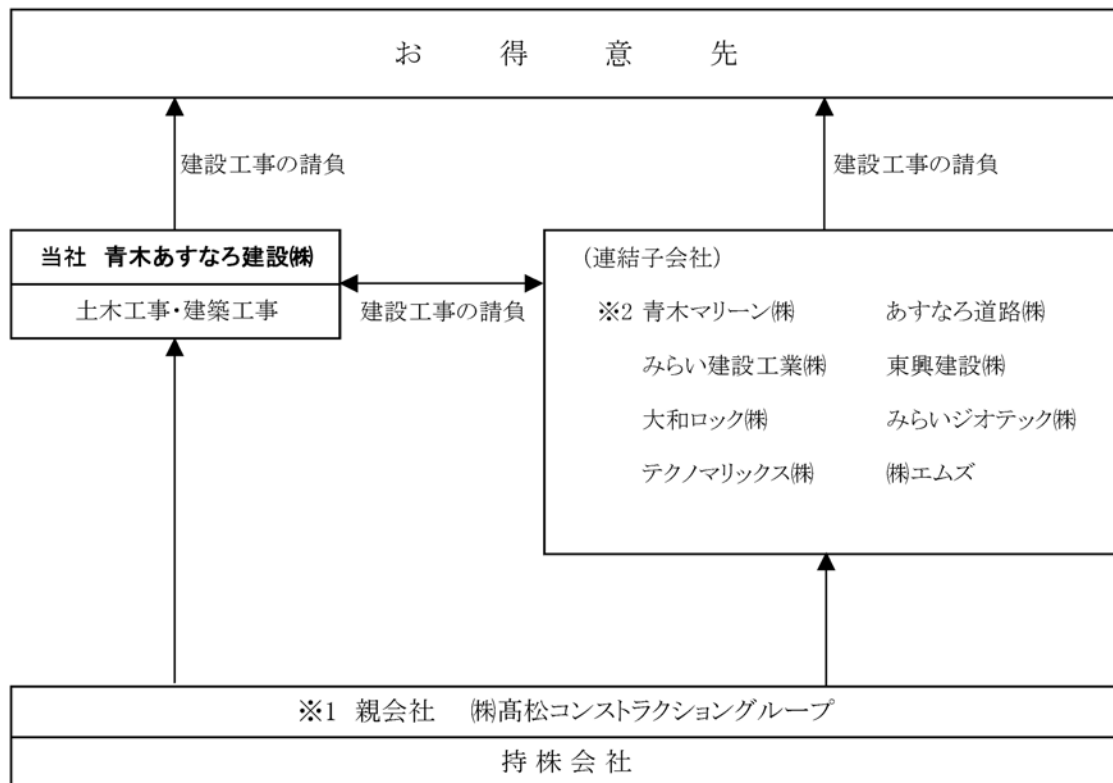 お得意先
建設工事の請負
建設工事の請負
当社 青木あすなろ建設㈱
土木工事・建築工事
建設工事の請負
(連結子会社)
※2 青木マリーン㈱ あすなろ道路㈱
みらい建設工業㈱ 東興建設㈱
大和ロック㈱ みらいジオテック㈱
テクノマリックス㈱ ㈱エムズ
※1 親会社 ㈱髙松コンストラクショングループ
持株会社